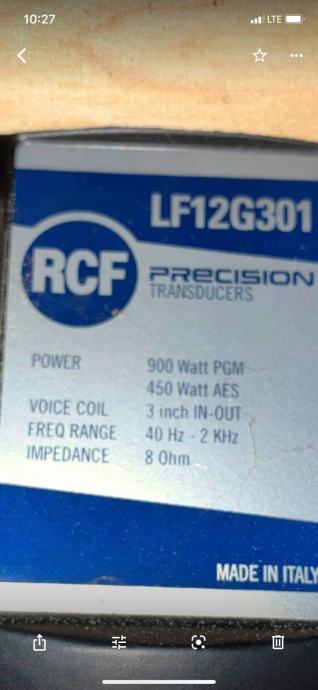 10:27
LTE
LF12G301
RCF
PRECISION
TRANSDUCERS
POWER 900 Watt PGM
450 Watt AES
VOICE COIL 3 inch IN-OUT
FREQ RANGE 40 Hz - 2 KHz
IMPEDANCE 8 Ohm
MADE IN ITALY